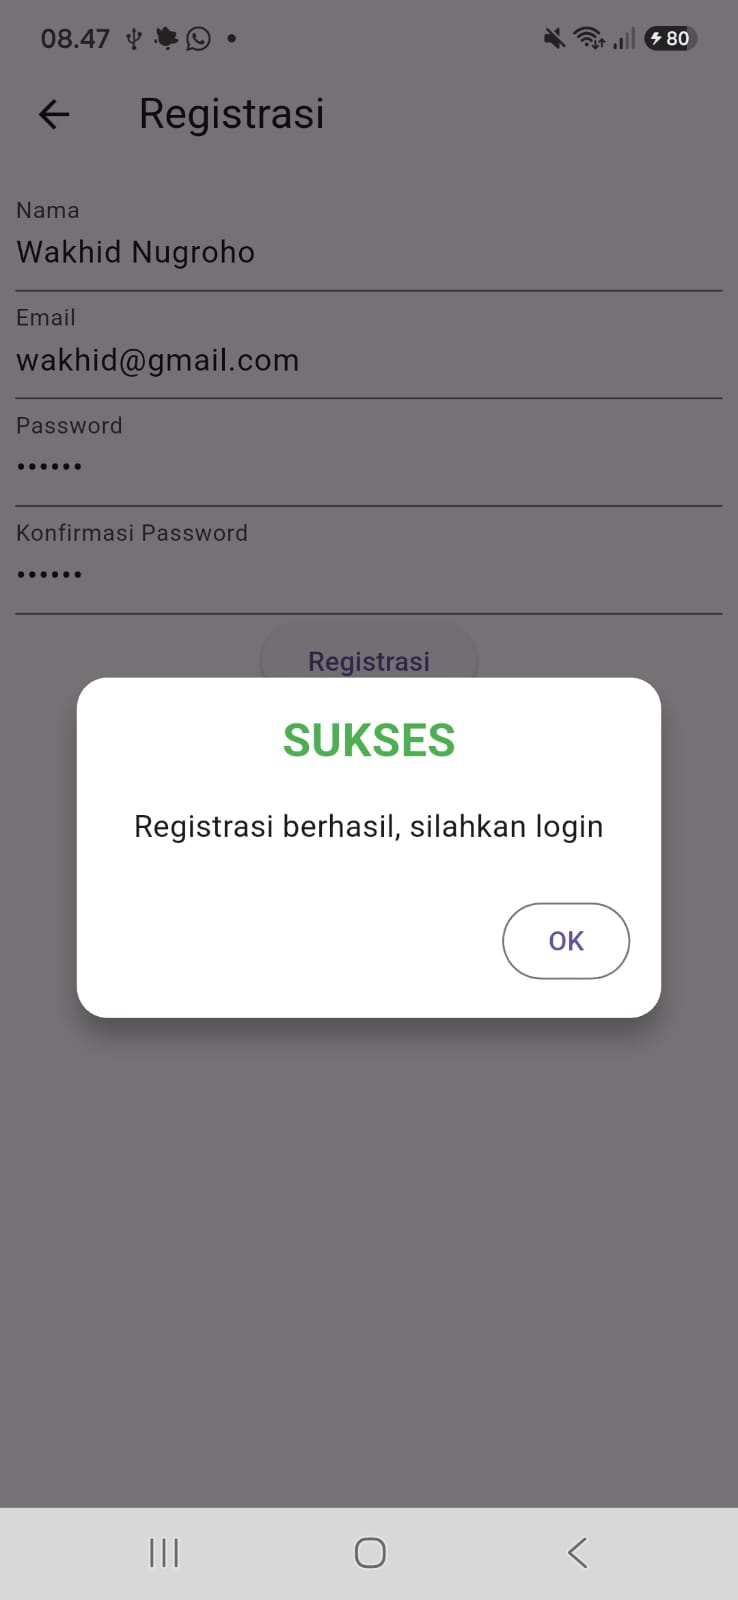 08.47
80
Registrasi
Nama
Wakhid Nugroho
Email
wakhid@gmail.com
Password
••••••
Konfirmasi Password
••••••
Registrasi
SUKSES
Registrasi berhasil, silahkan login
OK